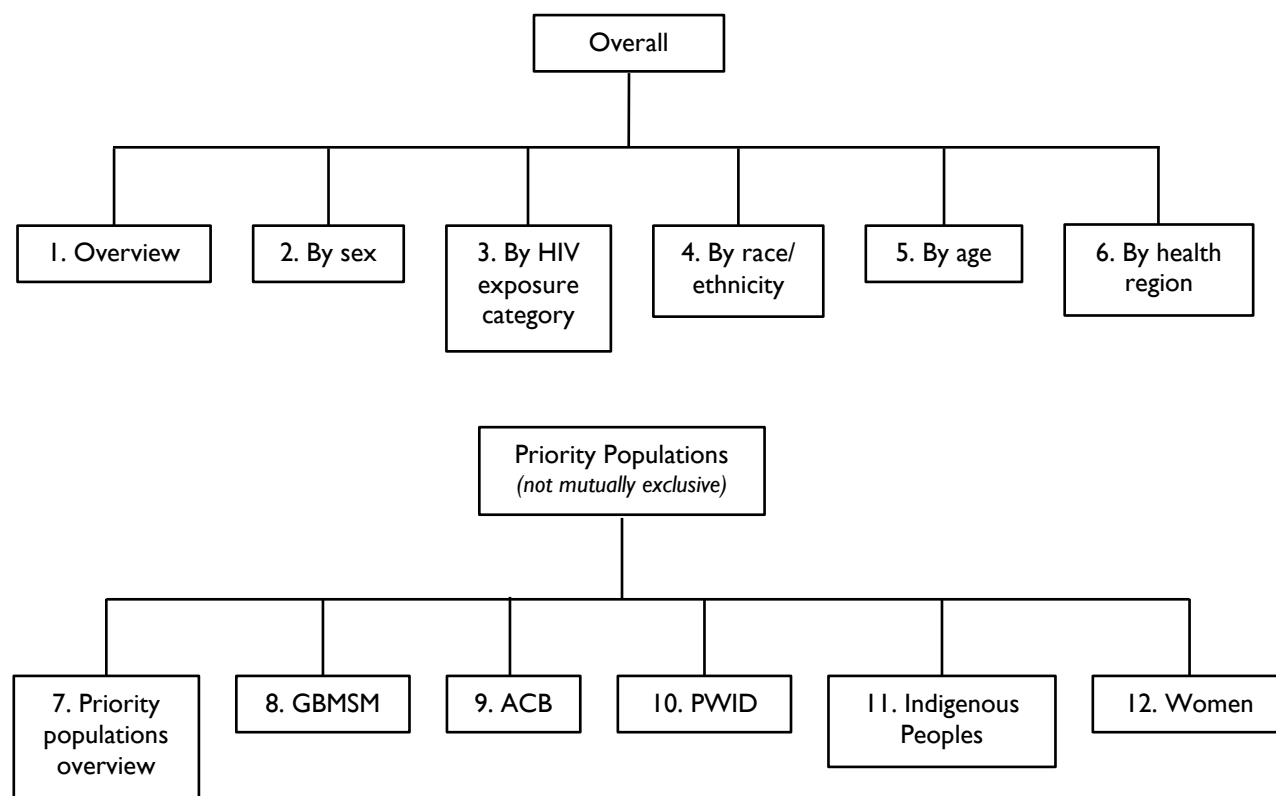 Overall
1. Overview
2. By sex
3. By HIV
exposure
category
4. By race/
ethnicity
5. By age
6. By health
region
Priority Populations
(not mutually exclusive)
7. Priority
populations
overview
8. GBMSM
9. ACB
10. PWID
11. Indigenous
Peoples
12. Women